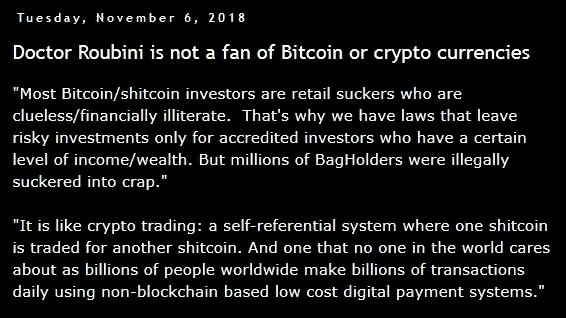 Tuesday, November 6, 2018
Doctor Roubini is not a fan of Bitcoin or crypto currencies
"Most Bitcoin/shitcoin investors are retail suckers who are
clueless/financially illiterate.  That's why we have laws that leave
risky investments only for accredited investors who have a certain
level of income/wealth. But millions of BagHolders were illegally
suckered into crap."
"It is like crypto trading: a self-referential system where one shitcoin
is traded for another shitcoin. And one that no one in the world cares
about as billions of people worldwide make billions of transactions
daily using non-blockchain based low cost digital payment systems."